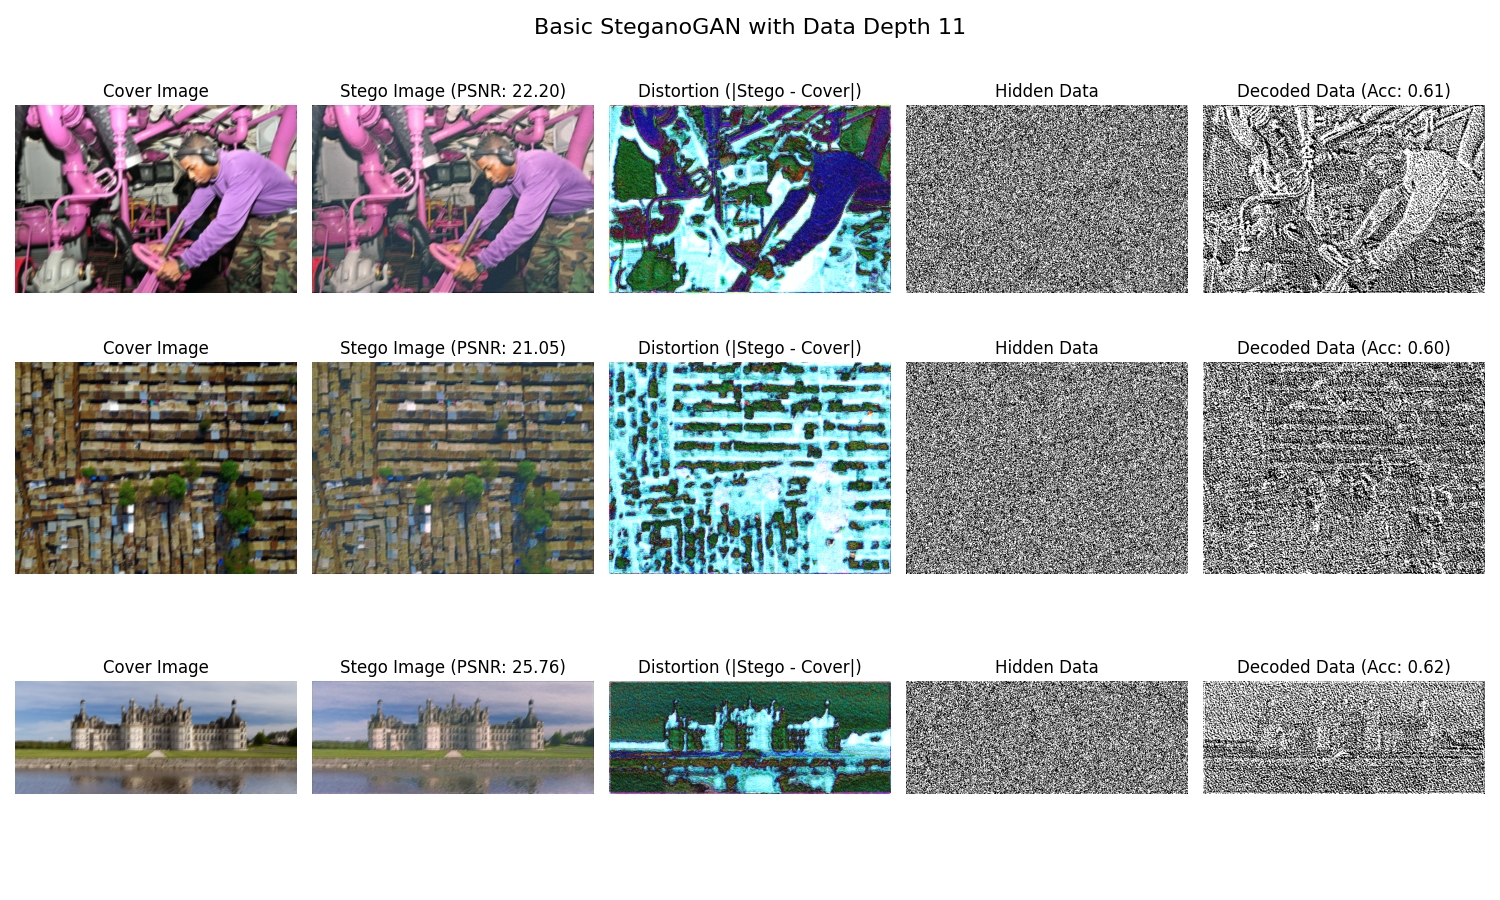 Basic SteganoGAN with Data Depth 11
Cover Image
Stego Image (PSNR: 22.20)
Distortion (|Stego - Cover|)
Hidden Data
Decoded Data (Acc: 0.61)
Cover Image
Stego Image (PSNR: 21.05)
Distortion (|Stego - Cover|)
Hidden Data
Decoded Data (Acc: 0.60)
Cover Image
Stego Image (PSNR: 25.76)
Distortion (|Stego - Cover|)
Hidden Data
Decoded Data (Acc: 0.62)